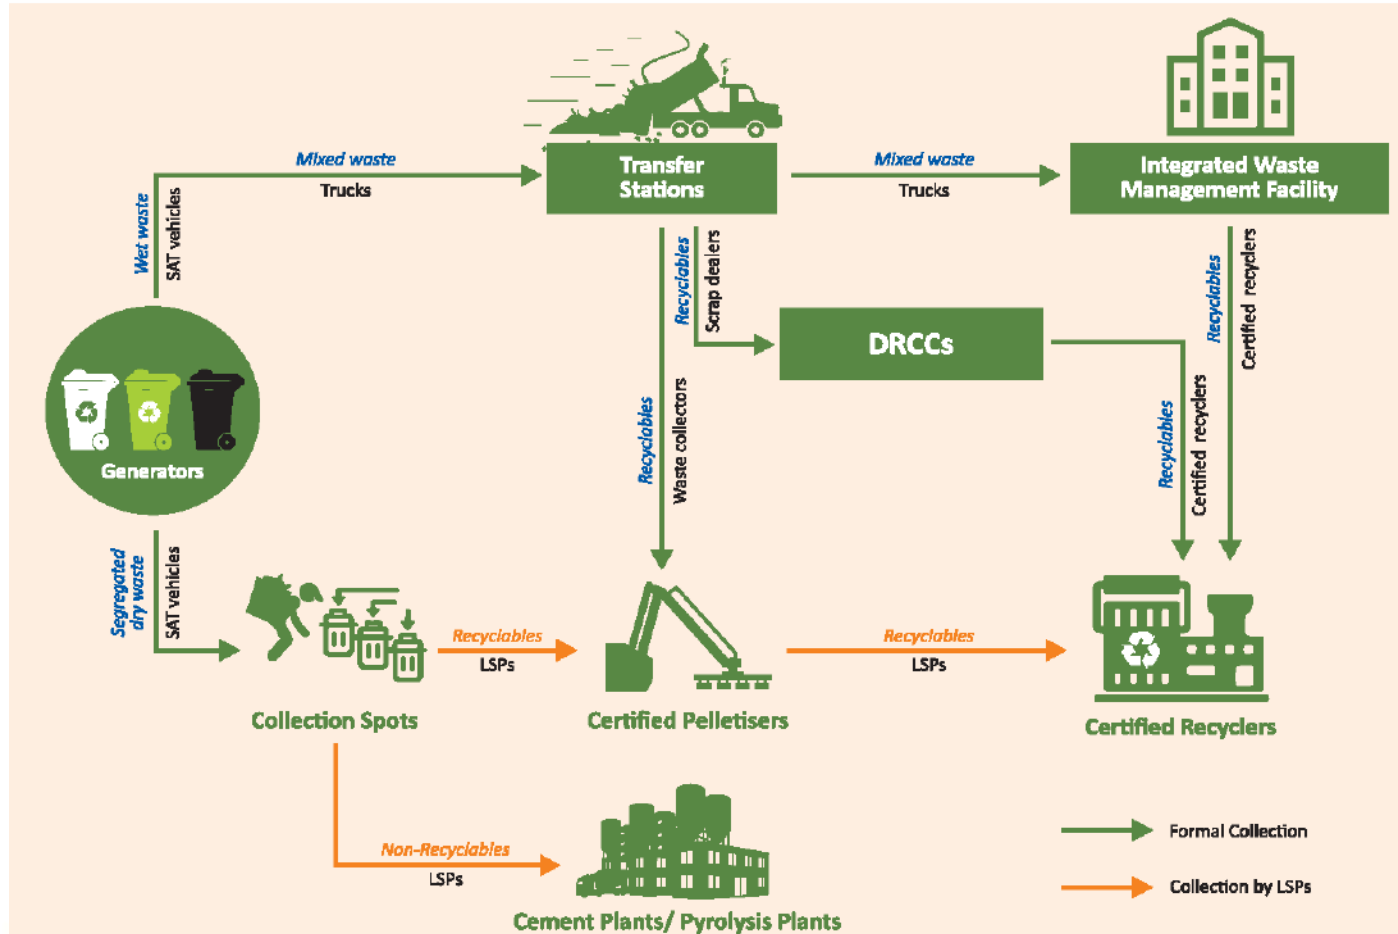 Mixed waste
Trucks
Transfer
Stations
Mixed waste
Trucks
Integrated Waste
Management Facility
Wet waste
SAT vehicles
Recyclables
Scrap dealers
Recyclables
Certified recyclers
DRCCs
Generators
Recyclables
Waste collectors
Recyclables
Certified recyclers
Segregated
dry waste
SAT vehicles
Recyclables
LSPs
Recyclables
LSPs
Collection Spots
Certified Pelletisers
Certified Recyclers
Non-Recyclables
LSPs
Cement Plants/ Pyrolysis Plants
Formal Collection
Collection by LSPs